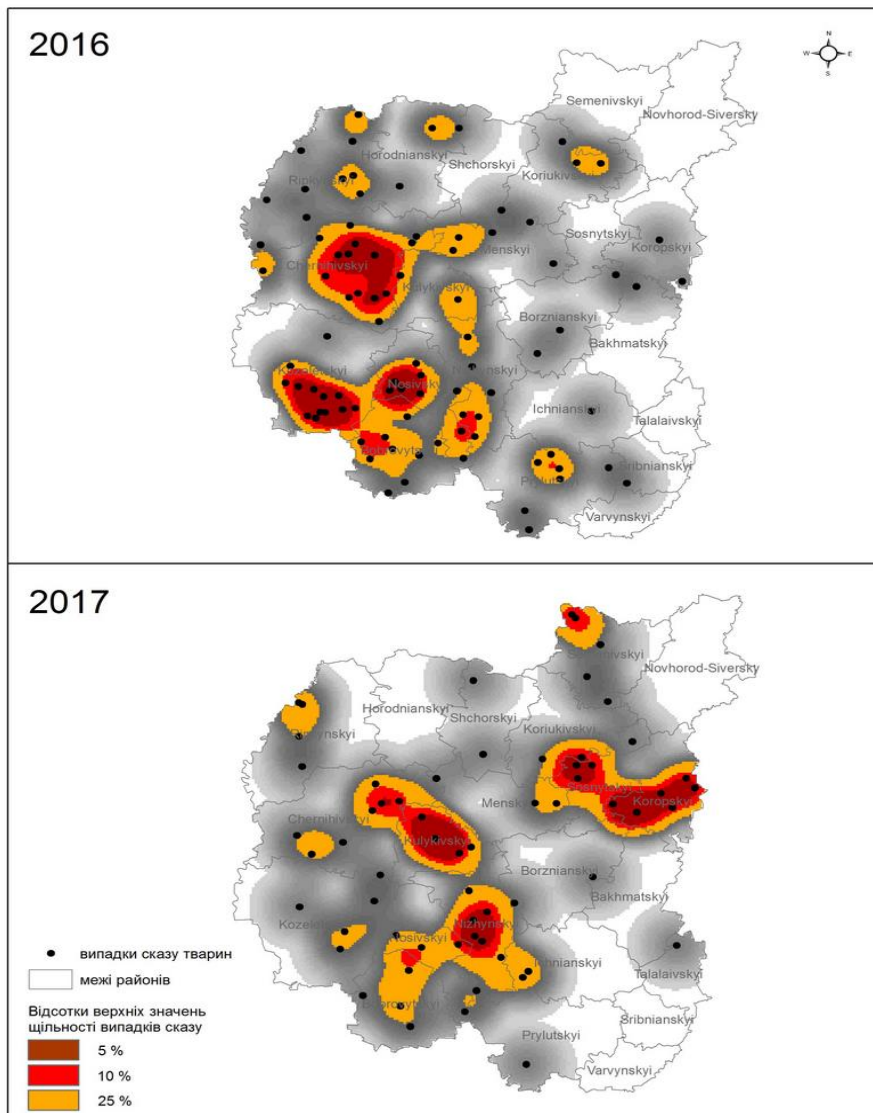 2016
N
W E
S
Semenivskyi
Novhorod-Siversky
Horodnianskyi
Shchorskyi
Koriukivskyi
Sosnytskyi
Koropskyi
Menskyi
Chernihivskyi
Kulykivskyi
Borznianskyi
Bakhmatskyi
Nosivskyi
Ichnianskyi
Talalaivskyi
Sribnianskyi
Prylutskyi
Varvynskyi
2017
Novhorod-Siversky
Horodnianskyi
Shchorskyi
Koriukivskyi
Sosnytskyi
Koropskyi
Chernihivskyi
Kulykivskyi
Borznianskyi
Bakhmatskyi
Nizhynskyi
Nosivskyi
Talalaivskyi
Sribnianskyi
Prylutskyi
Varvynskyi
випадки сказу тварин
межі районів
Відсотки верхніх значень
щільності випадків сказу
5 %
10 %
25 %